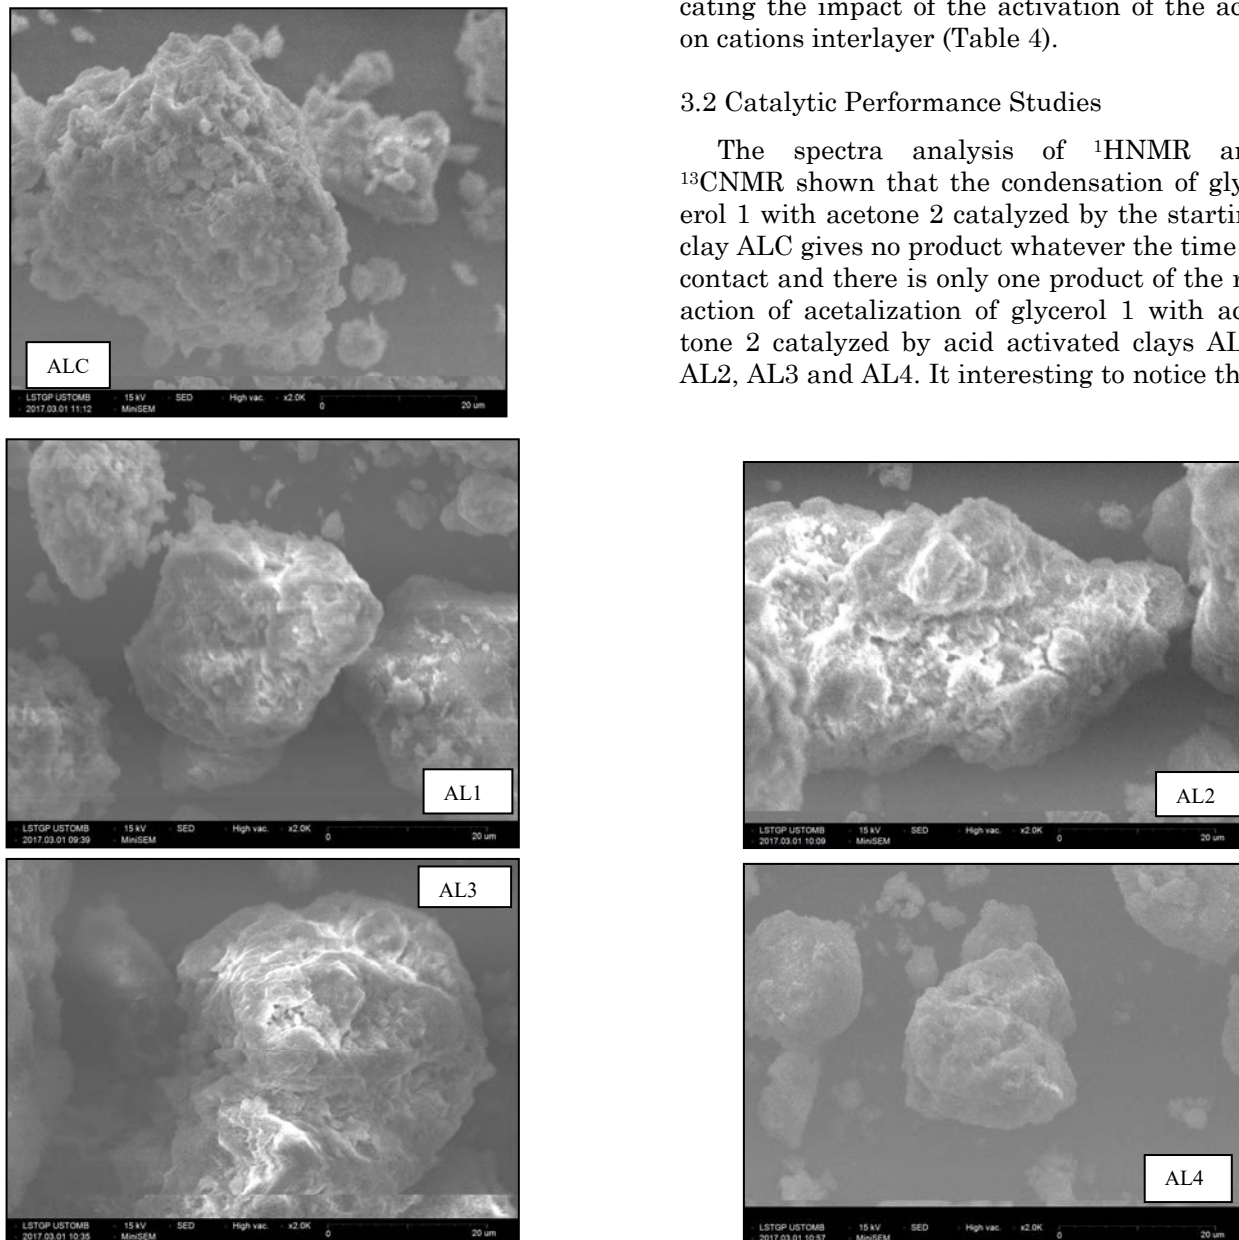 cating the impact of the activation of the ac
on cations interlayer (Table 4).
3.2 Catalytic Performance Studies
The spectra analysis of ¹HNMR an
¹³CNMR shown that the condensation of gly
erol 1 with acetone 2 catalyzed by the startin
clay ALC gives no product whatever the time
contact and there is only one product of the r
action of acetalization of glycerol 1 with ac
tone 2 catalyzed by acid activated clays AL
AL2, AL3 and AL4. It interesting to notice th
ALC
LSTGP USTOMB 15 kV SED High vac. x2.0K
2017.03.01 11:12 MiniSEM 0 20 um
AL1
LSTGP USTOMB 15 kV SED High vac. x2.0K
2017.03.01 09:39 MiniSEM 0 20 um
AL2
LSTGP USTOMB 15 kV SED High vac. x2.0K
2017.03.01 10:09 MiniSEM 0 20 um
AL3
LSTGP USTOMB 15 kV SED High vac. x2.0K
2017.03.01 10:35 MiniSEM 0 20 um
AL4
LSTGP USTOMB 15 kV SED High vac. x2.0K
2017.03.01 10:57 MiniSEM 0 20 um